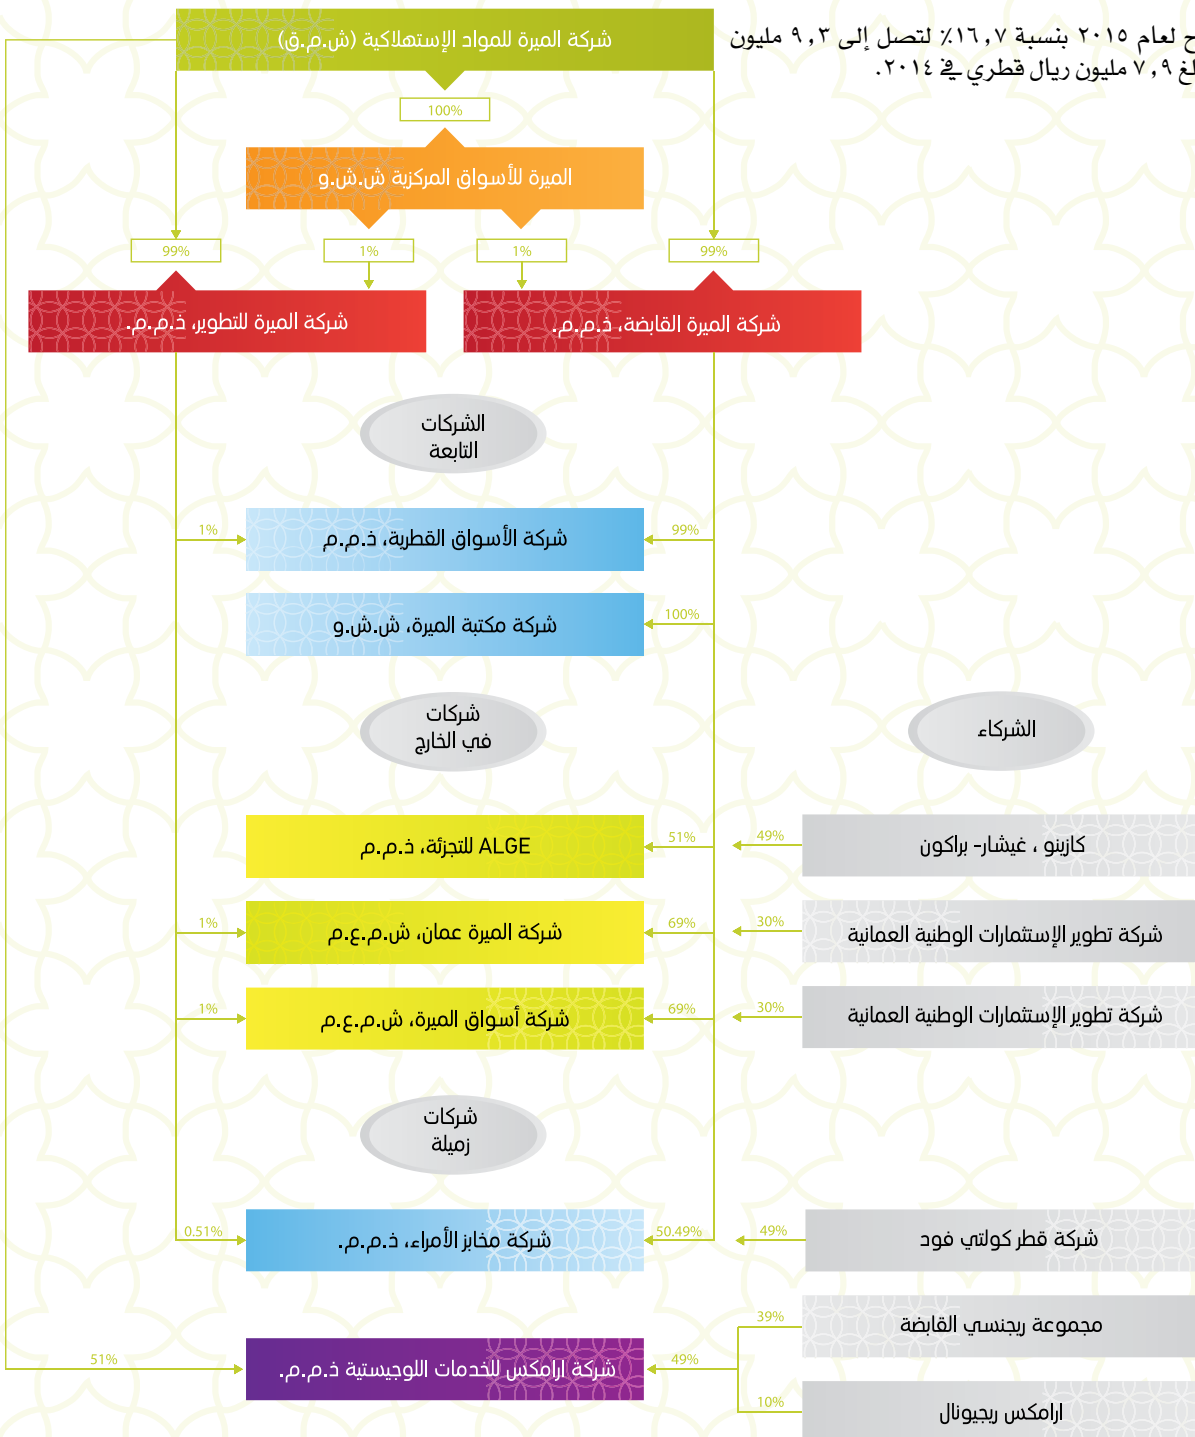 ح لعام ٢٠١٥ بنسبة ١٦,٧٪ لتصل إلى ٩,٣ مليون
لغ ٧,٩ مليون ريال قطري في ٢٠١٤.
شركة الميرة للمواد الإستهلاكية (ش.م.ق)
100%
الميرة للأسواق المركزية ش.ش.و
99%
1%
1%
99%
شركة الميرة القابضة، ذ.م.م.
شركة الميرة للتطوير، ذ.م.م.
الشركات
التابعة
99%
شركة الأسواق القطرية، ذ.م.م
1%
100%
شركة مكتبة الميرة، ش.ش.و
الشركاء
شركات
في الخارج
كازينو ، غيشار- براكون
49%
51%
ALGE للتجزئة، ذ.م.م
شركة تطوير الإستثمارات الوطنية العمانية
30%
69%
شركة الميرة عمان، ش.م.ع.م
1%
شركة تطوير الإستثمارات الوطنية العمانية
30%
69%
شركة أسواق الميرة، ش.م.ع.م
1%
شركات
زميلة
شركة قطر كولتي فود
49%
50.49%
شركة مخابز الأمراء، ذ.م.م.
0.51%
مجموعة ريجنسي القابضة
39%
49%
شركة ارامكس للخدمات اللوجيستية ذ.م.م.
51%
ارامكس ريجيونال
10%